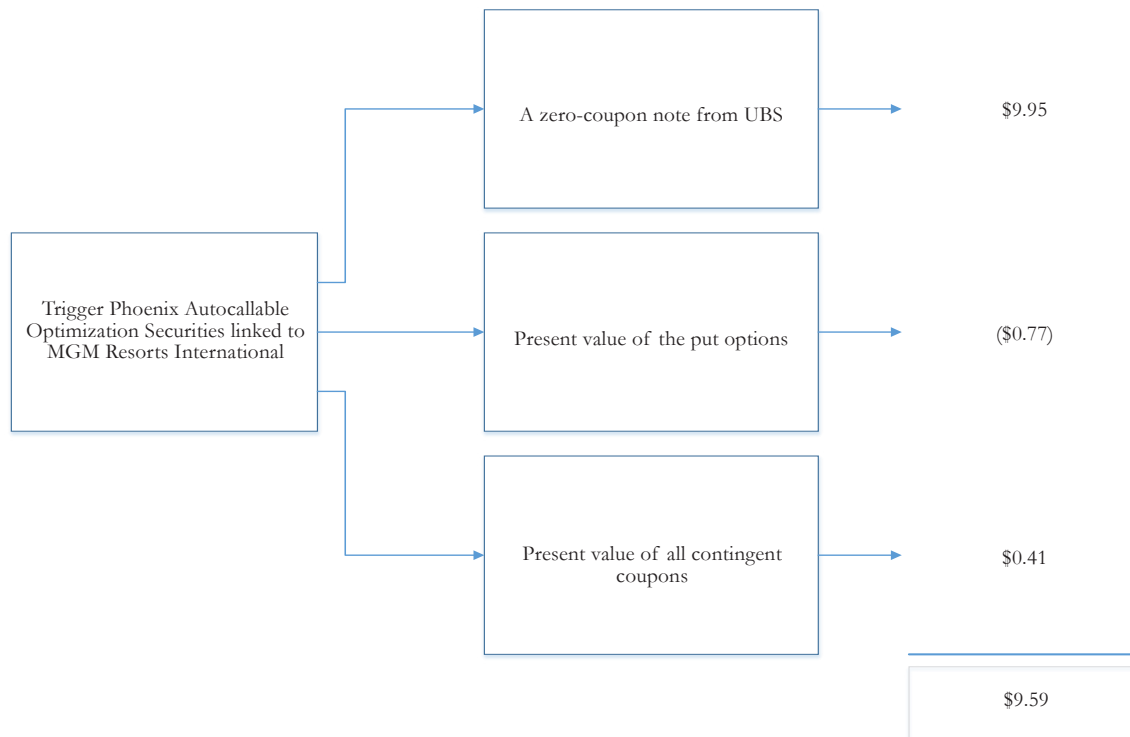 A zero-coupon note from UBS
$9.95
Trigger Phoenix Autocallable
Optimization Securities linked to
MGM Resorts International
Present value of the put options
($0.77)
Present value of all contingent
coupons
$0.41
$9.59